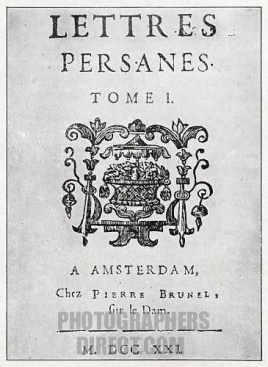 LETTRES
PERSANES.
TOME I.
A AMSTERDAM,
Chez PIERRE BRUNEL,
sur le Dam.
PHOTOGRAPHERS
DIRECT.COM
M. DCC XXI.